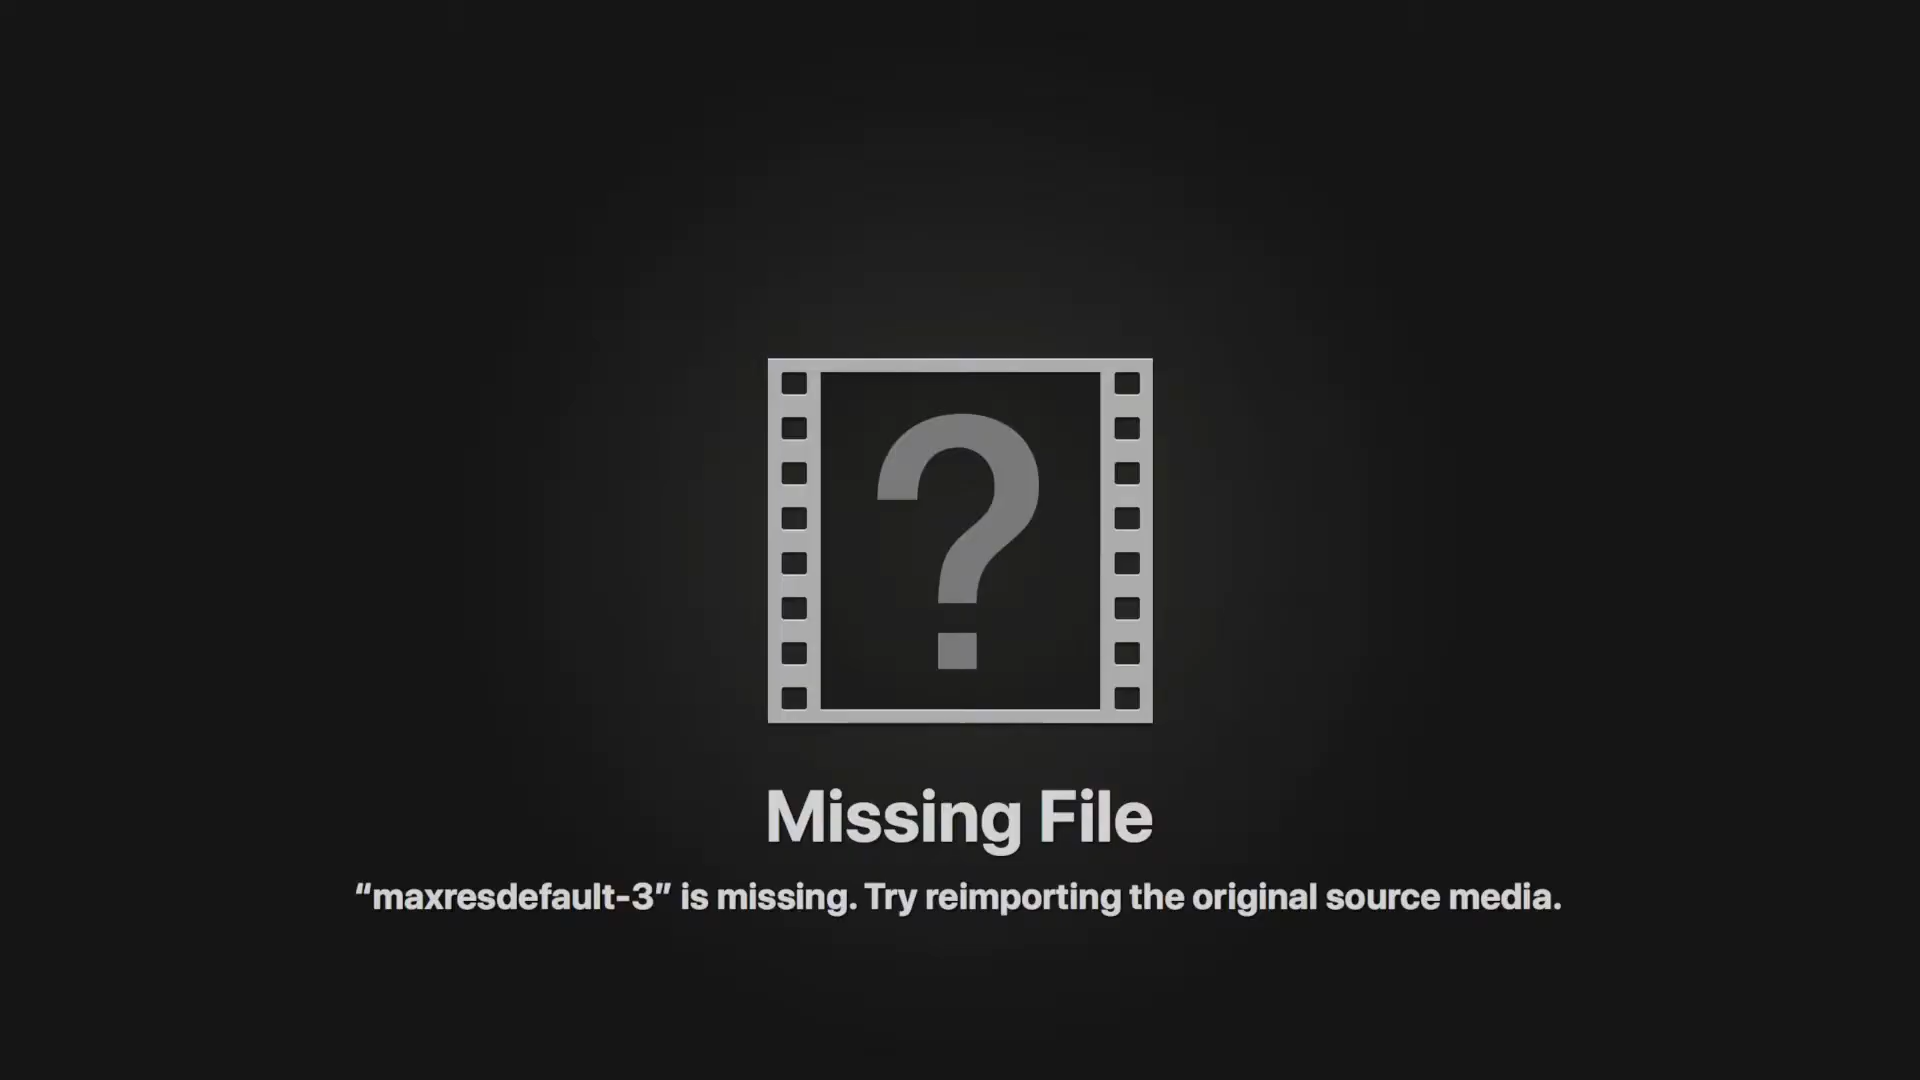 ?
Missing File
“maxresdefault-3” is missing. Try reimporting the original source media.